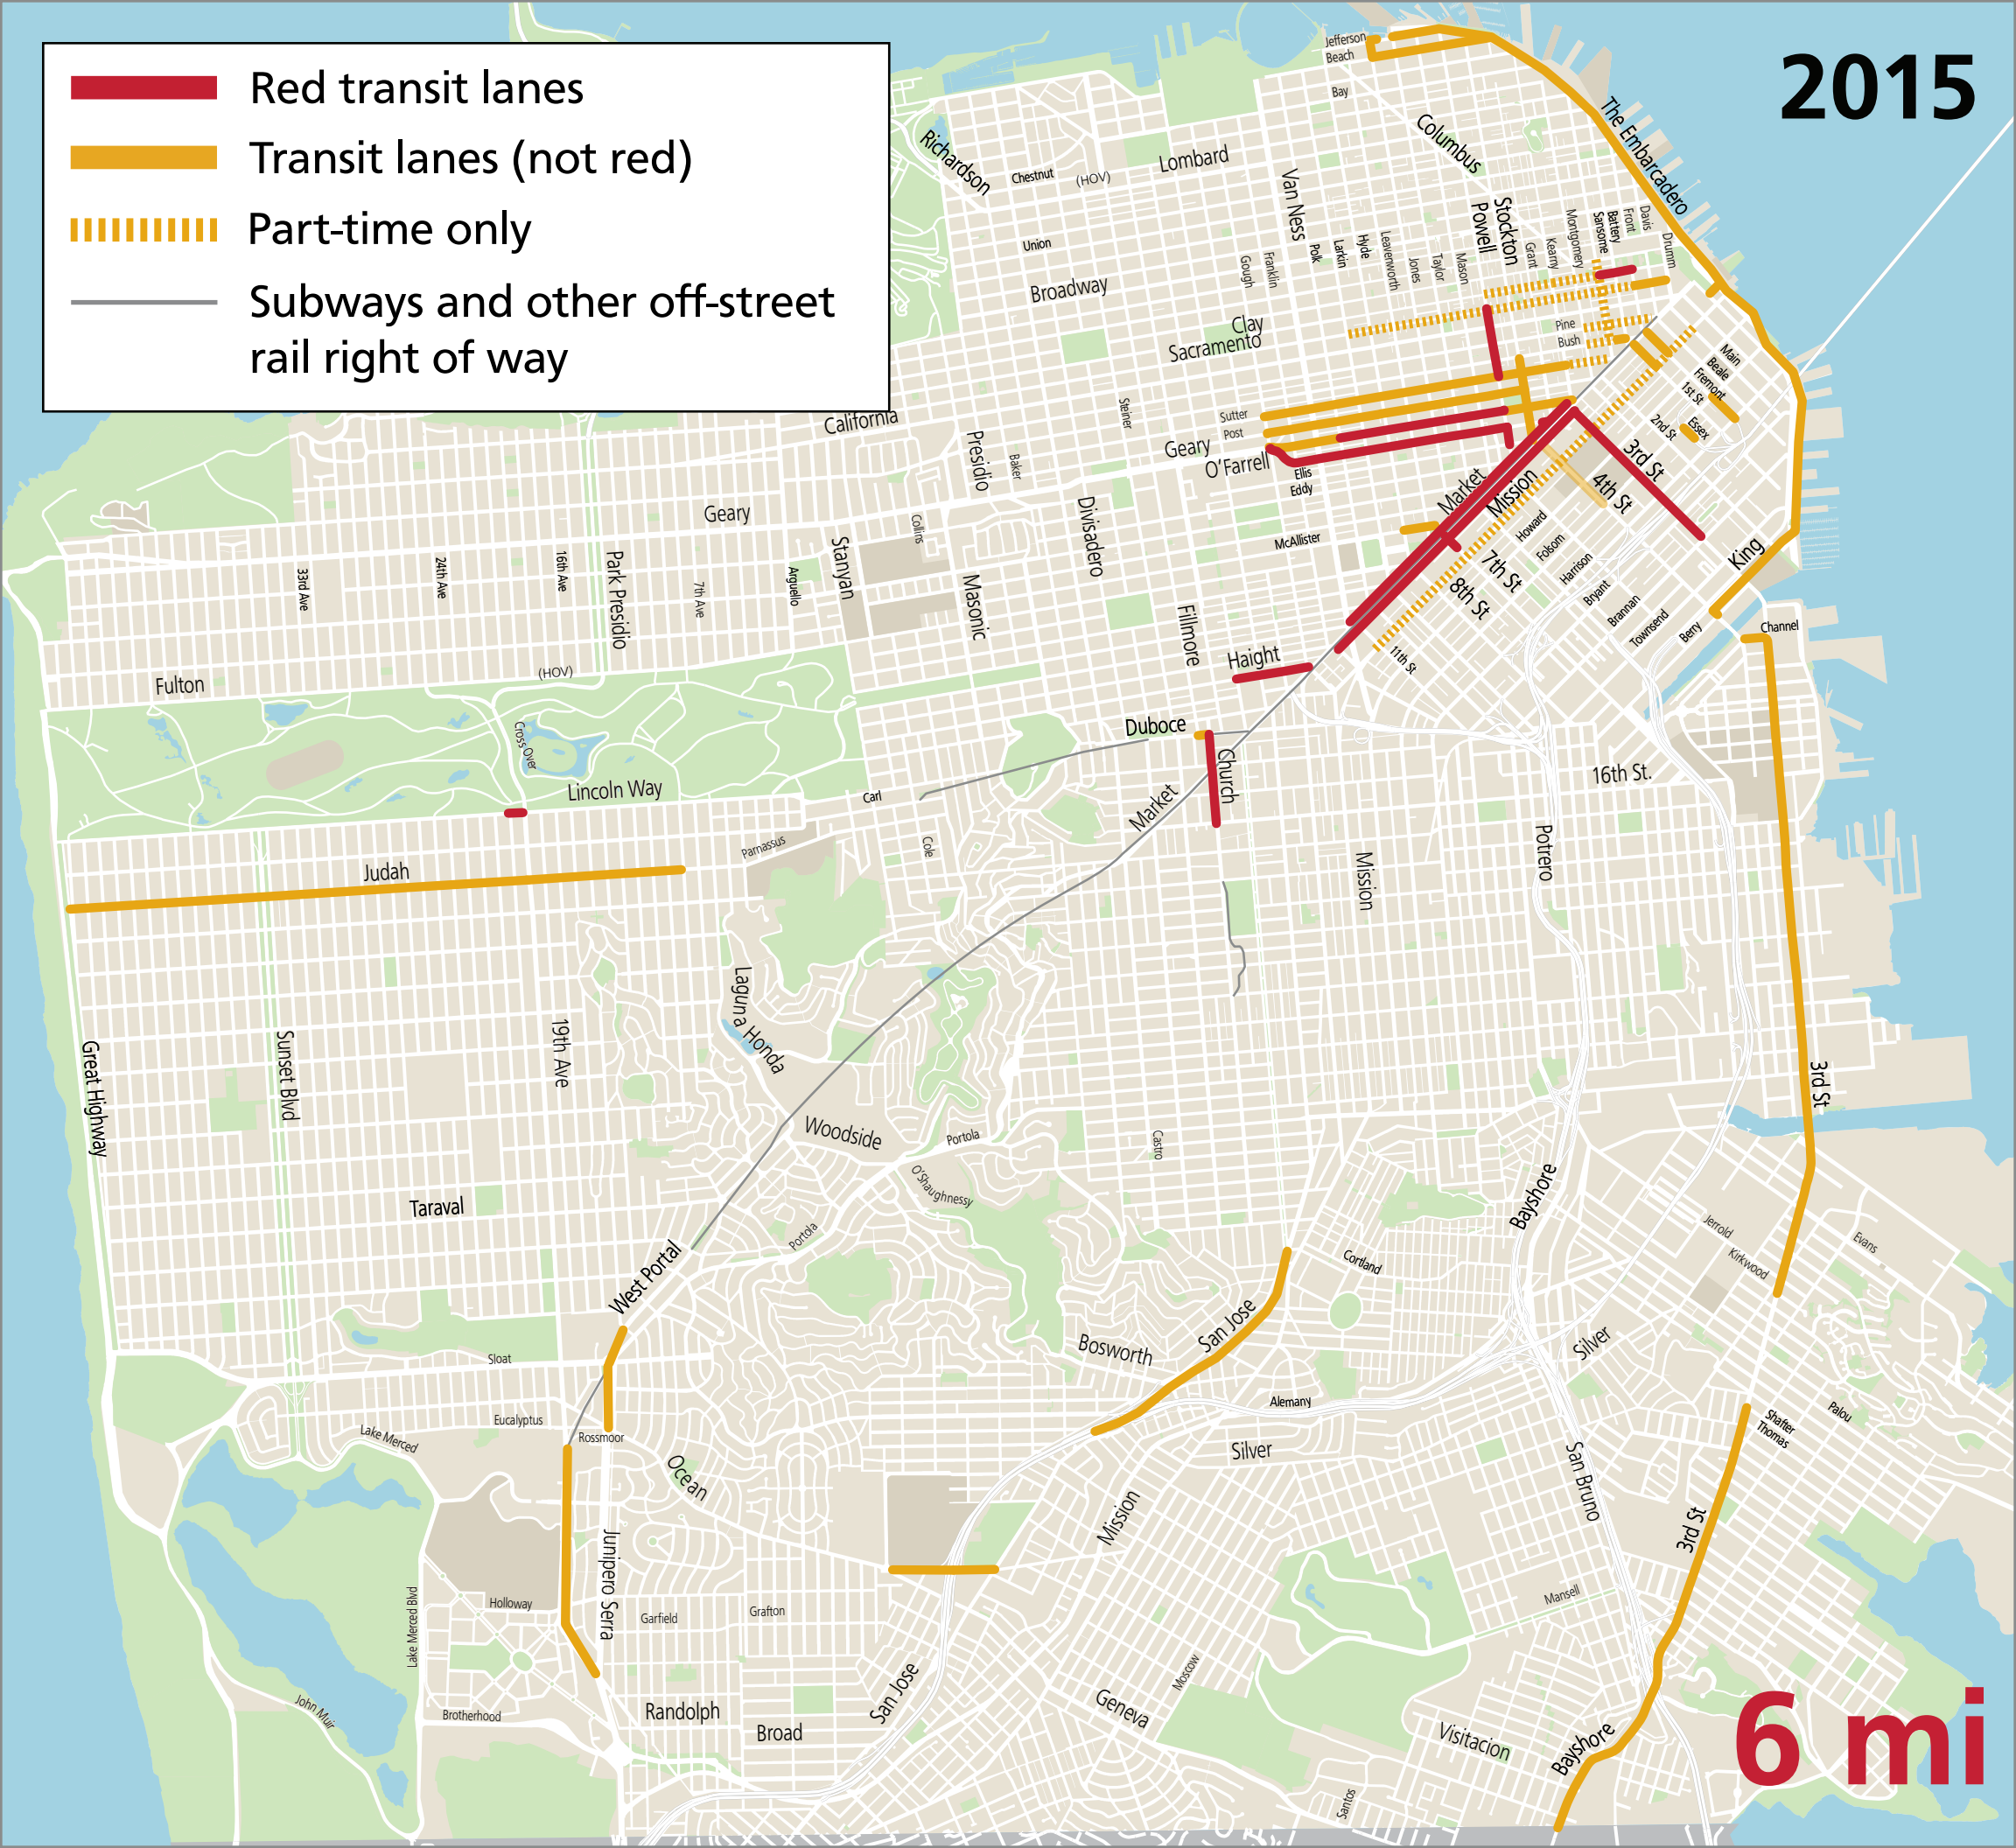 2015
Red transit lanes
Transit lanes (not red)
Part-time only
Subways and other off-street
rail right of way
Jefferson
Beach
Bay
Columbus
The Embarcadero
Richardson
Chestnut
(HOV)
Lombard
Van Ness
Union
Broadway
Gough
Franklin
Polk
Larkin
Hyde
Leavenworth
Jones
Taylor
Mason
Powell
Stockton
Grant
Kearny
Montgomery
Sansome
Battery
Front
Davis
Drumm
Clay
Sacramento
Pine
Bush
California
Presidio
Baker
Steiner
Sutter
Post
Geary
O'Farrell
Ellis
Eddy
Main
Beale
Fremont
1st St
Essex
2nd St
3rd St
4th St
Market
Mission
Howard
Folsom
Harrison
Bryant
Brannan
Townsend
Berry
King
Channel
7th St
8th St
11th St
McAllister
Geary
Collins
Stanyan
Arguello
7th Ave
Park Presidio
16th Ave
24th Ave
33rd Ave
Masonic
Divisadero
Fillmore
Haight
Fulton
(HOV)
Cross Over
Lincoln Way
Carl
Duboce
Church
Market
16th St.
Potrero
Mission
Judah
Parnassus
Cole
Laguna Honda
Great Highway
Sunset Blvd
19th Ave
Woodside
Portola
O'Shaughnessy
Castro
3rd St
Taraval
West Portal
Portola
Cortland
Bayshore
Jerrold
Kirkwood
Evans
Sloat
Bosworth
San Jose
Alemany
Silver
Silver
Eucalyptus
Rossmoor
Lake Merced
Ocean
Mission
San Bruno
Shafter
Thomas
Palou
3rd St
Junipero Serra
Lake Merced Blvd
Holloway
Garfield
Grafton
Mansell
Moscow
Geneva
San Jose
Randolph
Broad
Brotherhood
John Muir
Visitacion
Bayshore
Santos
6 mi